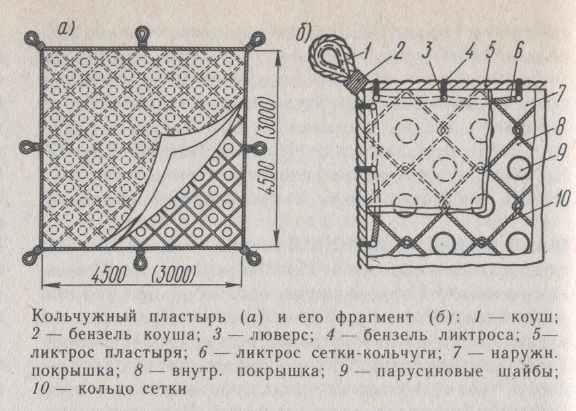 а)
б)
1
2
3
4
5
6
7
8
9
10
4500 (3000)
4500 (3000)
Кольчужный пластырь (а) и его фрагмент (б): 1 — коуш;
2 — бензель коуша; 3 — люверс; 4 — бензель ликтроса; 5—
ликтрос пластыря; 6 — ликтрос сетки-кольчуги; 7 — наружн.
покрышка; 8 — внутр. покрышка; 9 — парусиновые шайбы;
10 — кольцо сетки